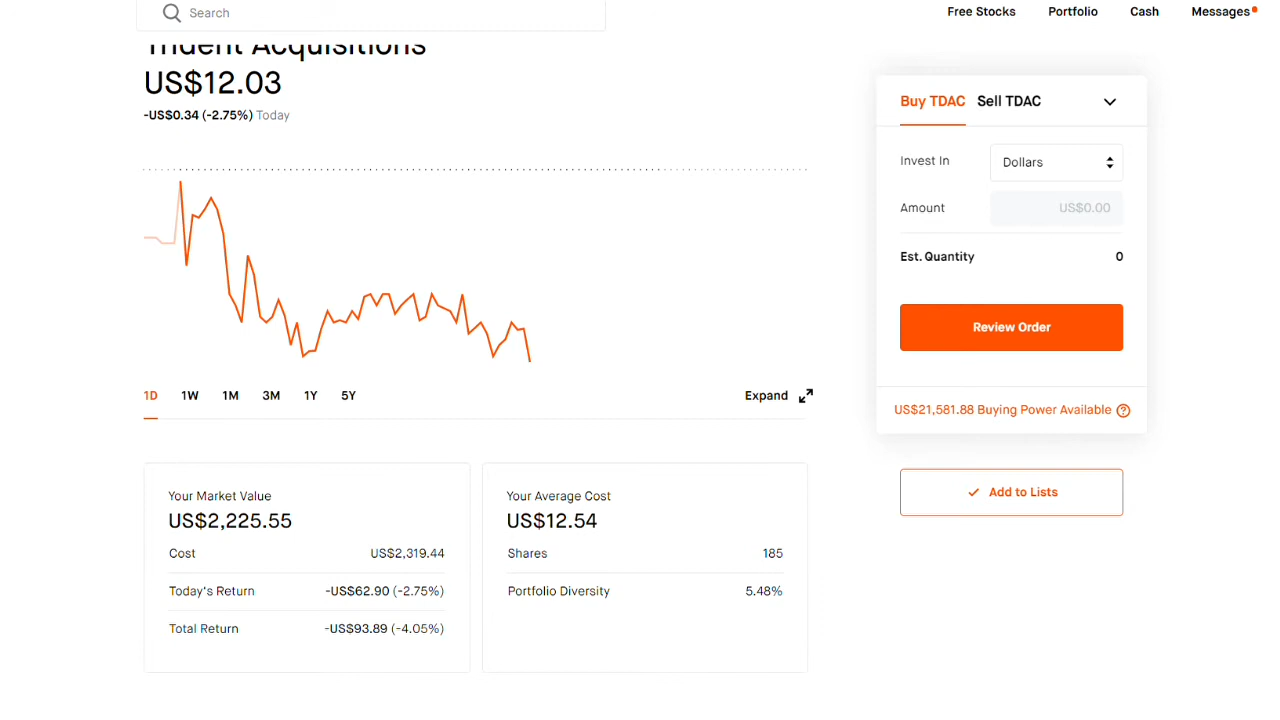 Search
Free Stocks
Portfolio
Cash
Messages
Trident Acquisitions
US$12.03
-US$0.34 (-2.75%) Today
1D
1W
1M
3M
1Y
5Y
Expand
Your Market Value
US$2,225.55
Cost US$2,319.44
Today's Return -US$62.90 (-2.75%)
Total Return -US$93.89 (-4.05%)
Your Average Cost
US$12.54
Shares 185
Portfolio Diversity 5.48%
Buy TDAC
Sell TDAC
Invest In Dollars
Amount US$0.00
Est. Quantity 0
Review Order
US$21,581.88 Buying Power Available ?
Add to Lists